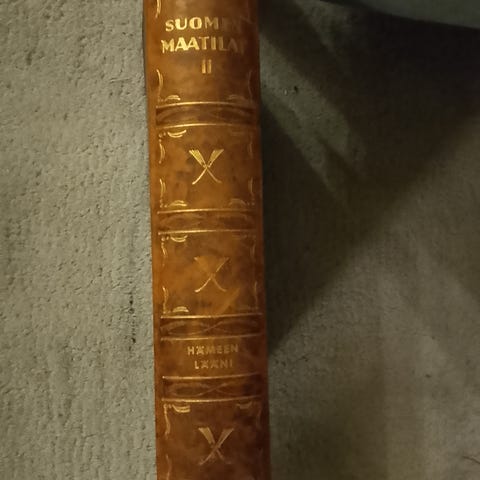 SUOMEN
MAATILAT
II
HÄMEEN
LÄÄNI